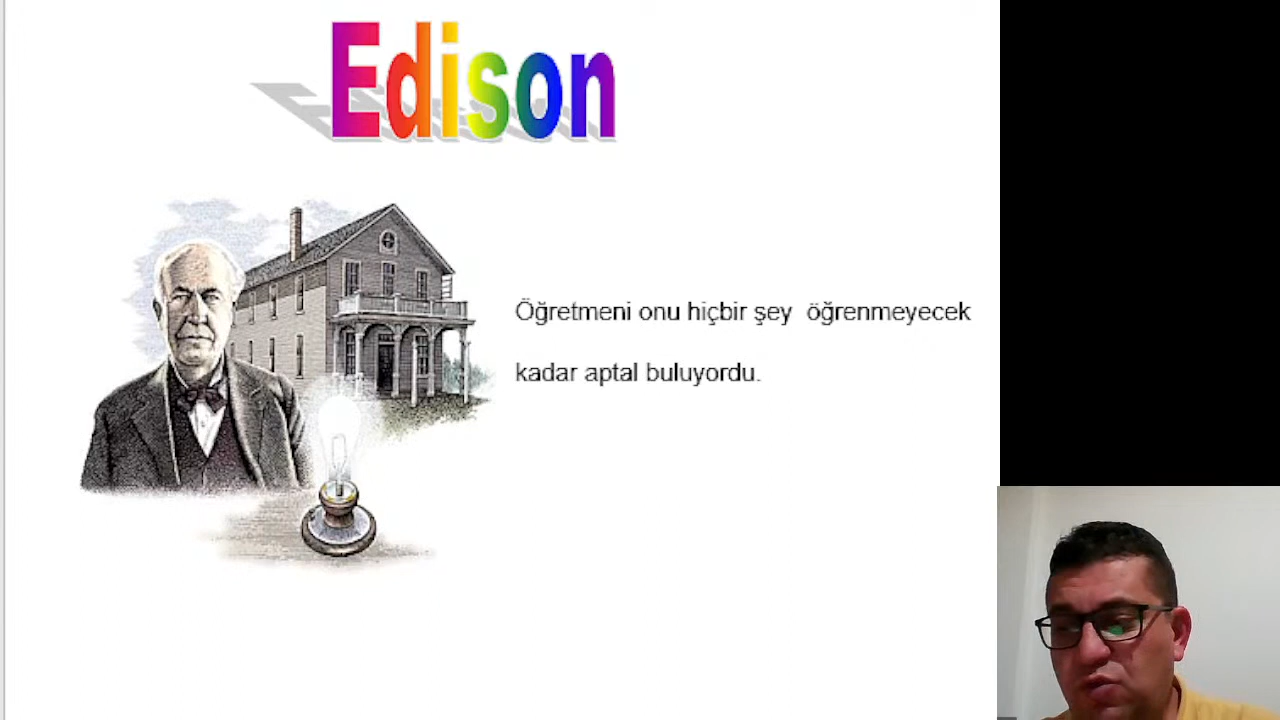 Edison
Öğretmeni onu hiçbir şey öğrenmeyecek
kadar aptal buluyordu.